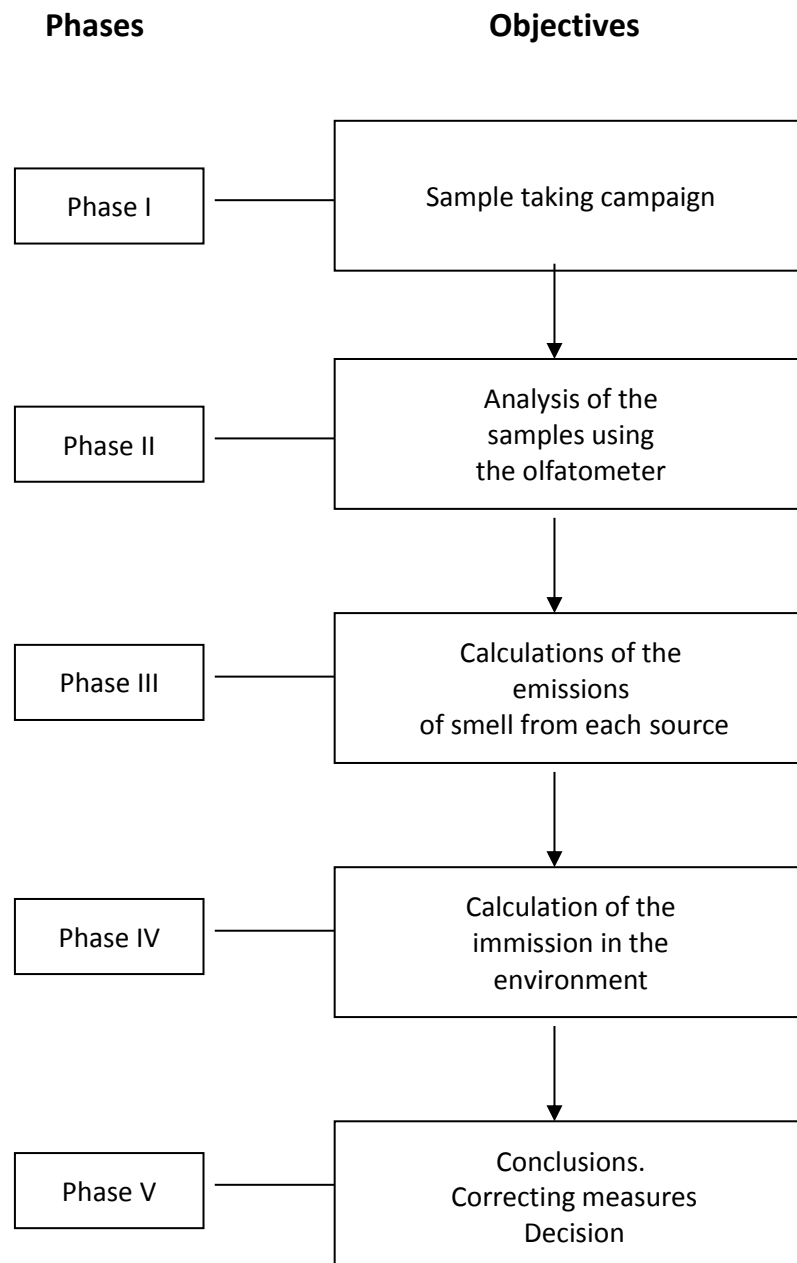 Phases
Objectives
Phase I
Sample taking campaign
Phase II
Analysis of the
samples using
the olfatometer
Phase III
Calculations of the
emissions
of smell from each source
Phase IV
Calculation of the
immission in the
environment
Phase V
Conclusions.
Correcting measures
Decision